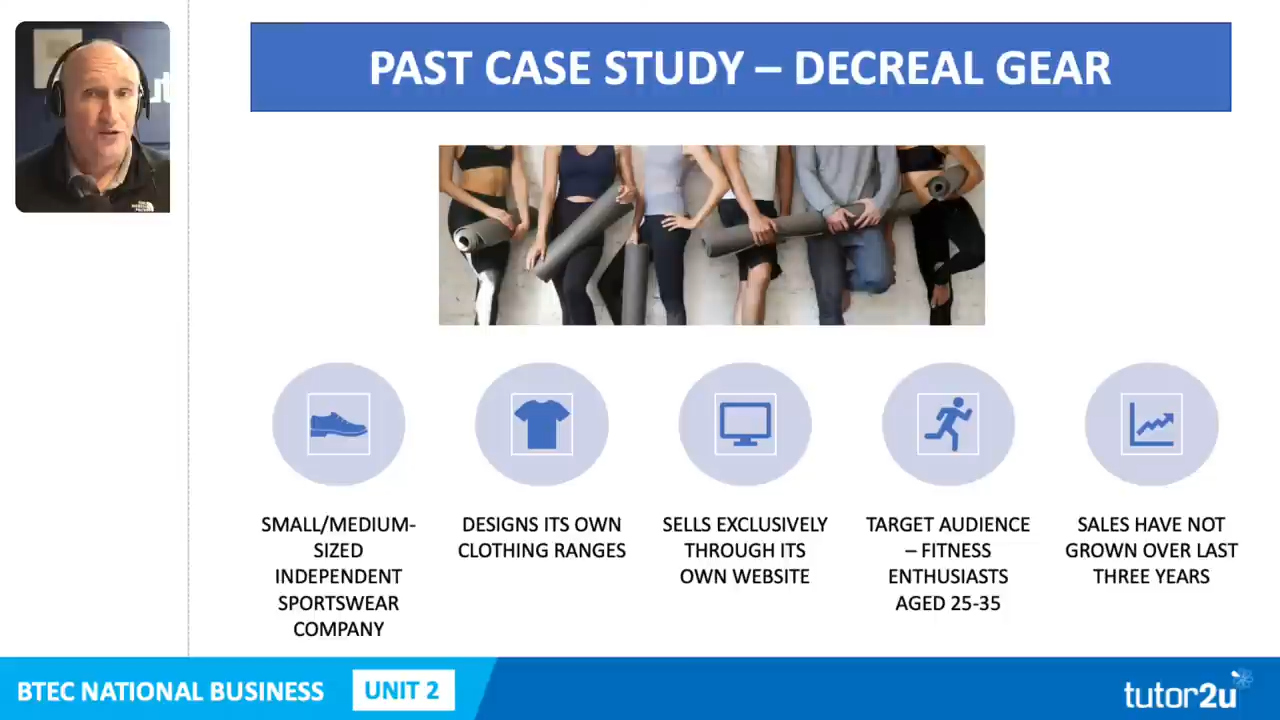 PAST CASE STUDY – DECREAL GEAR
SMALL/MEDIUM-
SIZED
INDEPENDENT
SPORTSWEAR
COMPANY
DESIGNS ITS OWN
CLOTHING RANGES
SELLS EXCLUSIVELY
THROUGH ITS
OWN WEBSITE
TARGET AUDIENCE
– FITNESS
ENTHUSIASTS
AGED 25-35
SALES HAVE NOT
GROWN OVER LAST
THREE YEARS
BTEC NATIONAL BUSINESS
UNIT 2
tutor2u